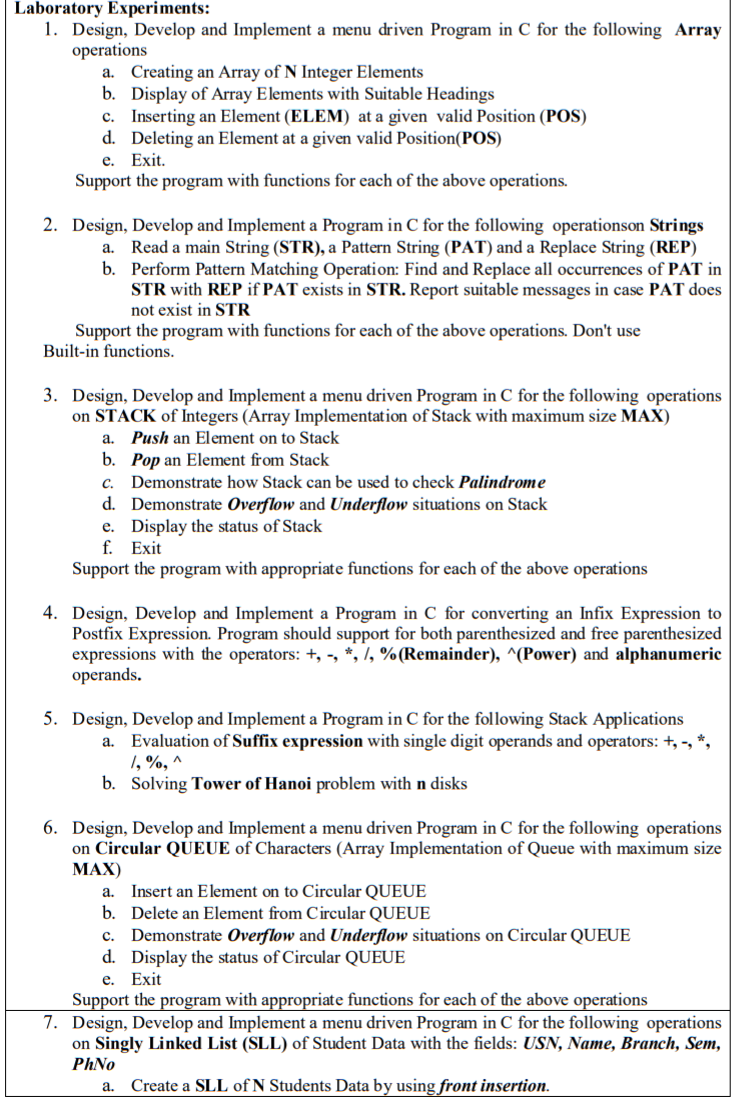 Laboratory Experiments:
1. Design, Develop and Implement a menu driven Program in C for the following Array
operations
a. Creating an Array of N Integer Elements
b. Display of Array Elements with Suitable Headings
c. Inserting an Element (ELEM) at a given valid Position (POS)
d. Deleting an Element at a given valid Position(POS)
e. Exit.
Support the program with functions for each of the above operations.
2. Design, Develop and Implement a Program in C for the following operationson Strings
a. Read a main String (STR), a Pattern String (PAT) and a Replace String (REP)
b. Perform Pattern Matching Operation: Find and Replace all occurrences of PAT in
STR with REP if PAT exists in STR. Report suitable messages in case PAT does
not exist in STR
Support the program with functions for each of the above operations. Don't use
Built-in functions.
3. Design, Develop and Implement a menu driven Program in C for the following operations
on STACK of Integers (Array Implementation of Stack with maximum size MAX)
a. Push an Element on to Stack
b. Pop an Element from Stack
c. Demonstrate how Stack can be used to check Palindrome
d. Demonstrate Overflow and Underflow situations on Stack
e. Display the status of Stack
f. Exit
Support the program with appropriate functions for each of the above operations
4. Design, Develop and Implement a Program in C for converting an Infix Expression to
Postfix Expression. Program should support for both parenthesized and free parenthesized
expressions with the operators: +, -, *, /, %(Remainder), ^(Power) and alphanumeric
operands.
5. Design, Develop and Implement a Program in C for the following Stack Applications
a. Evaluation of Suffix expression with single digit operands and operators: +, -, *,
/, %, ^
b. Solving Tower of Hanoi problem with n disks
6. Design, Develop and Implement a menu driven Program in C for the following operations
on Circular QUEUE of Characters (Array Implementation of Queue with maximum size
MAX)
a. Insert an Element on to Circular QUEUE
b. Delete an Element from Circular QUEUE
c. Demonstrate Overflow and Underflow situations on Circular QUEUE
d. Display the status of Circular QUEUE
e. Exit
Support the program with appropriate functions for each of the above operations
7. Design, Develop and Implement a menu driven Program in C for the following operations
on Singly Linked List (SLL) of Student Data with the fields: USN, Name, Branch, Sem,
PhNo
a. Create a SLL of N Students Data by using front insertion.